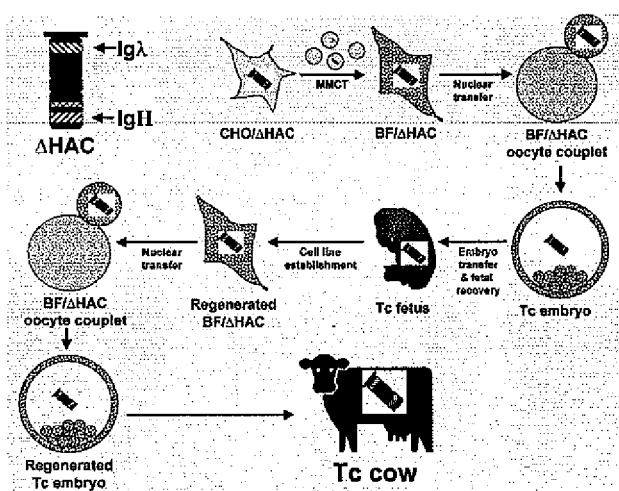 Igλ
IgH
ΔHAC
CHO/ΔHAC
MMCT
BF/ΔHAC
Nuclear
transfer
BF/ΔHAC
oocyte couplet
BF/ΔHAC
oocyte couplet
Nuclear
transfer
Regenerated
BF/ΔHAC
Cell line
establishment
Tc fetus
Embryo
transfer
& fetal
recovery
Tc embryo
Regenerated
Tc embryo
Tc cow